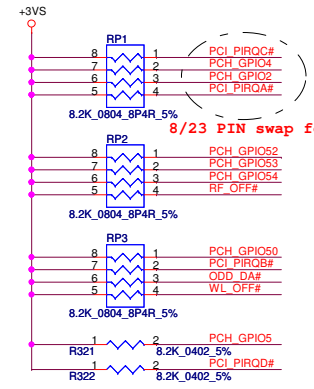 +3VS
RP1
8 1 PCI_PIRQC#
7 2 PCH_GPIO4
6 3 PCH_GPIO2
5 4 PCI_PIRQA#
8.2K_0804_8P4R_5%
8/23 PIN swap f
RP2
8 1 PCH_GPIO52
7 2 PCH_GPIO53
6 3 PCH_GPIO54
5 4 RF_OFF#
8.2K_0804_8P4R_5%
RP3
8 1 PCH_GPIO50
7 2 PCI_PIRQB#
6 3 ODD_DA#
5 4 WL_OFF#
8.2K_0804_8P4R_5%
1 2 PCH_GPIO5
R321 8.2K_0402_5%
1 2 PCI_PIRQD#
R322 8.2K_0402_5%